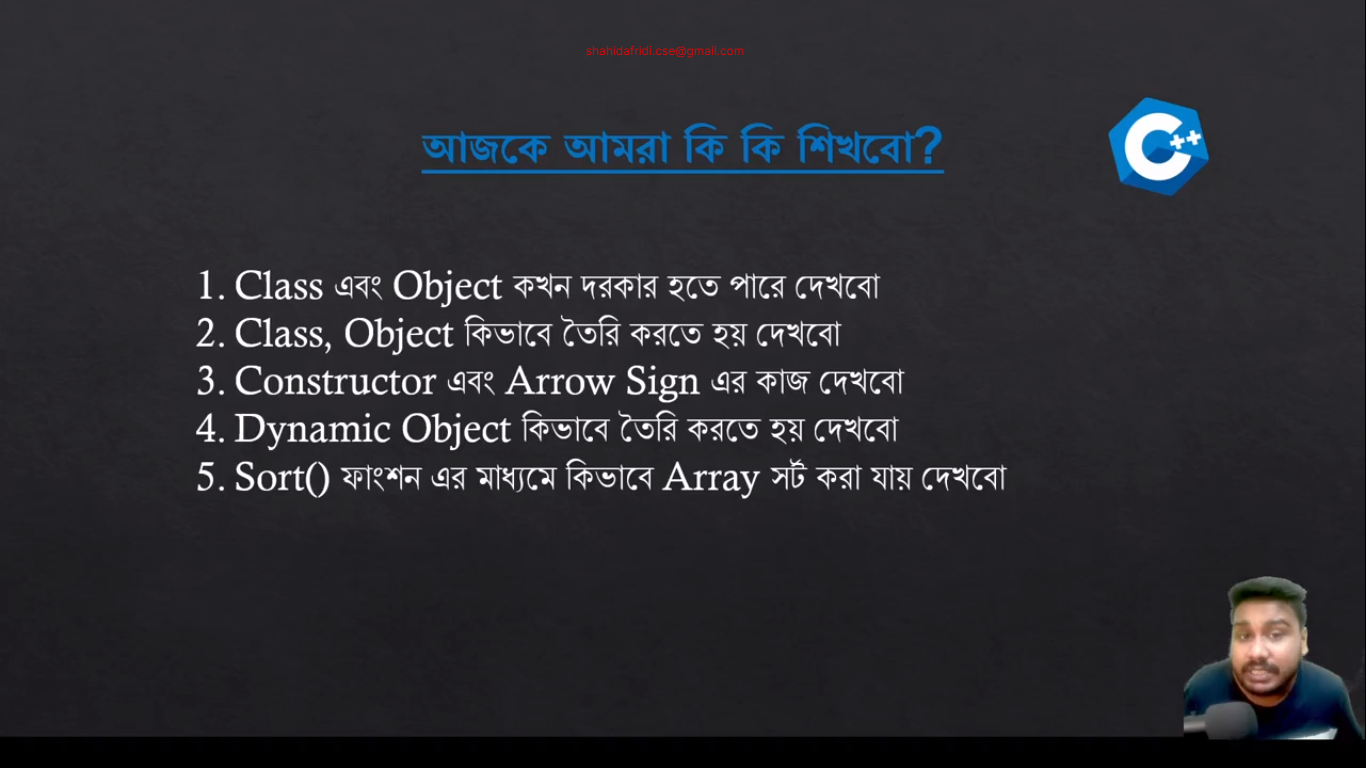 shahidafridi.cse@gmail.com
আজকে আমরা কি কি শিখবো?
C++
1. Class এবং Object কখন দরকার হতে পারে দেখবো
2. Class, Object কিভাবে তৈরি করতে হয় দেখবো
3. Constructor এবং Arrow Sign এর কাজ দেখবো
4. Dynamic Object কিভাবে তৈরি করতে হয় দেখবো
5. Sort() ফাংশন এর মাধ্যমে কিভাবে Array সর্ট করা যায় দেখবো